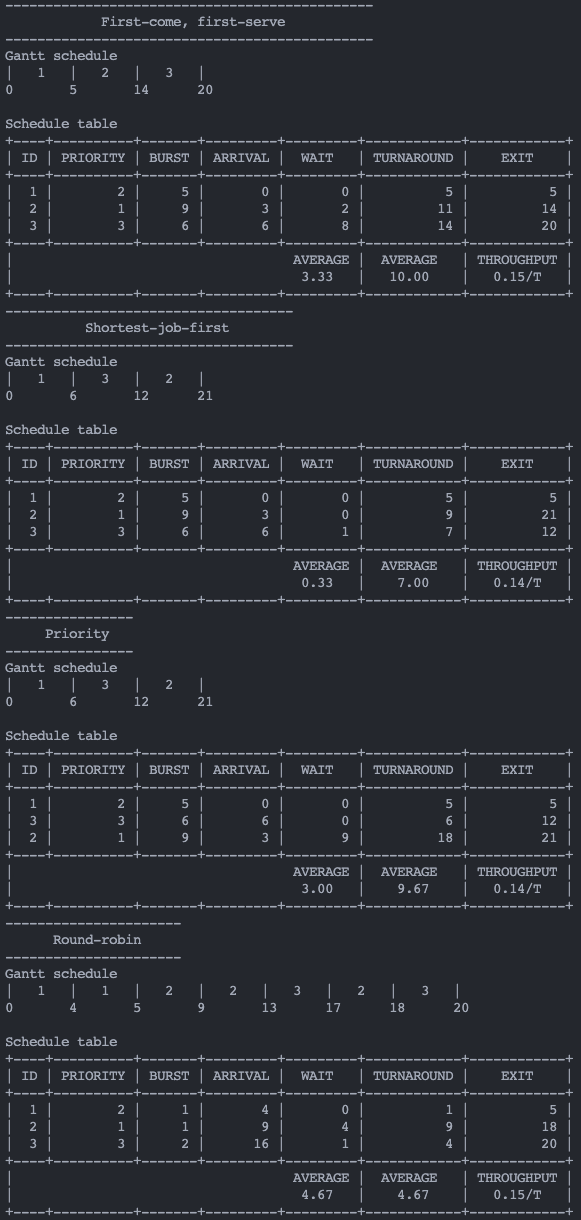 ----------------------------------------------
            First-come, first-serve
----------------------------------------------
Gantt schedule
|   1   |   2   |   3   |
0       5       14      20

Schedule table
+----+----------+-------+---------+---------+------------+------------+
| ID | PRIORITY | BURST | ARRIVAL |  WAIT   | TURNAROUND |    EXIT    |
+----+----------+-------+---------+---------+------------+------------+
|  1 |        2 |     5 |       0 |       0 |          5 |          5 |
|  2 |        1 |     9 |       3 |       2 |         11 |         14 |
|  3 |        3 |     6 |       6 |       8 |         14 |         20 |
+----+----------+-------+---------+---------+------------+------------+
|                                   AVERAGE |  AVERAGE   | THROUGHPUT |
|                                    3.33   |   10.00    |   0.15/T   |
+----+----------+-------+---------+---------+------------+------------+
------------------------------------
          Shortest-job-first
------------------------------------
Gantt schedule
|   1   |   3   |   2   |
0       6       12      21

Schedule table
+----+----------+-------+---------+---------+------------+------------+
| ID | PRIORITY | BURST | ARRIVAL |  WAIT   | TURNAROUND |    EXIT    |
+----+----------+-------+---------+---------+------------+------------+
|  1 |        2 |     5 |       0 |       0 |          5 |          5 |
|  2 |        1 |     9 |       3 |       0 |          9 |         21 |
|  3 |        3 |     6 |       6 |       1 |          7 |         12 |
+----+----------+-------+---------+---------+------------+------------+
|                                   AVERAGE |  AVERAGE   | THROUGHPUT |
|                                    0.33   |   7.00     |   0.14/T   |
+----+----------+-------+---------+---------+------------+------------+
----------------
     Priority
----------------
Gantt schedule
|   1   |   3   |   2   |
0       6       12      21

Schedule table
+----+----------+-------+---------+---------+------------+------------+
| ID | PRIORITY | BURST | ARRIVAL |  WAIT   | TURNAROUND |    EXIT    |
+----+----------+-------+---------+---------+------------+------------+
|  1 |        2 |     5 |       0 |       0 |          5 |          5 |
|  3 |        3 |     6 |       6 |       0 |          6 |         12 |
|  2 |        1 |     9 |       3 |       9 |         18 |         21 |
+----+----------+-------+---------+---------+------------+------------+
|                                   AVERAGE |  AVERAGE   | THROUGHPUT |
|                                    3.00   |    9.67    |   0.14/T   |
+----+----------+-------+---------+---------+------------+------------+
----------------------
      Round-robin
----------------------
Gantt schedule
|   1   |   1   |   2   |   2   |   3   |   2   |   3   |
0       4       5       9       13      17      18      20

Schedule table
+----+----------+-------+---------+---------+------------+------------+
| ID | PRIORITY | BURST | ARRIVAL |  WAIT   | TURNAROUND |    EXIT    |
+----+----------+-------+---------+---------+------------+------------+
|  1 |        2 |     1 |       4 |       0 |          1 |          5 |
|  2 |        1 |     1 |       9 |       4 |          9 |         18 |
|  3 |        3 |     2 |      16 |       1 |          4 |         20 |
+----+----------+-------+---------+---------+------------+------------+
|                                   AVERAGE |  AVERAGE   | THROUGHPUT |
|                                    4.67   |   4.67     |   0.15/T   |
+----+----------+-------+---------+---------+------------+------------+